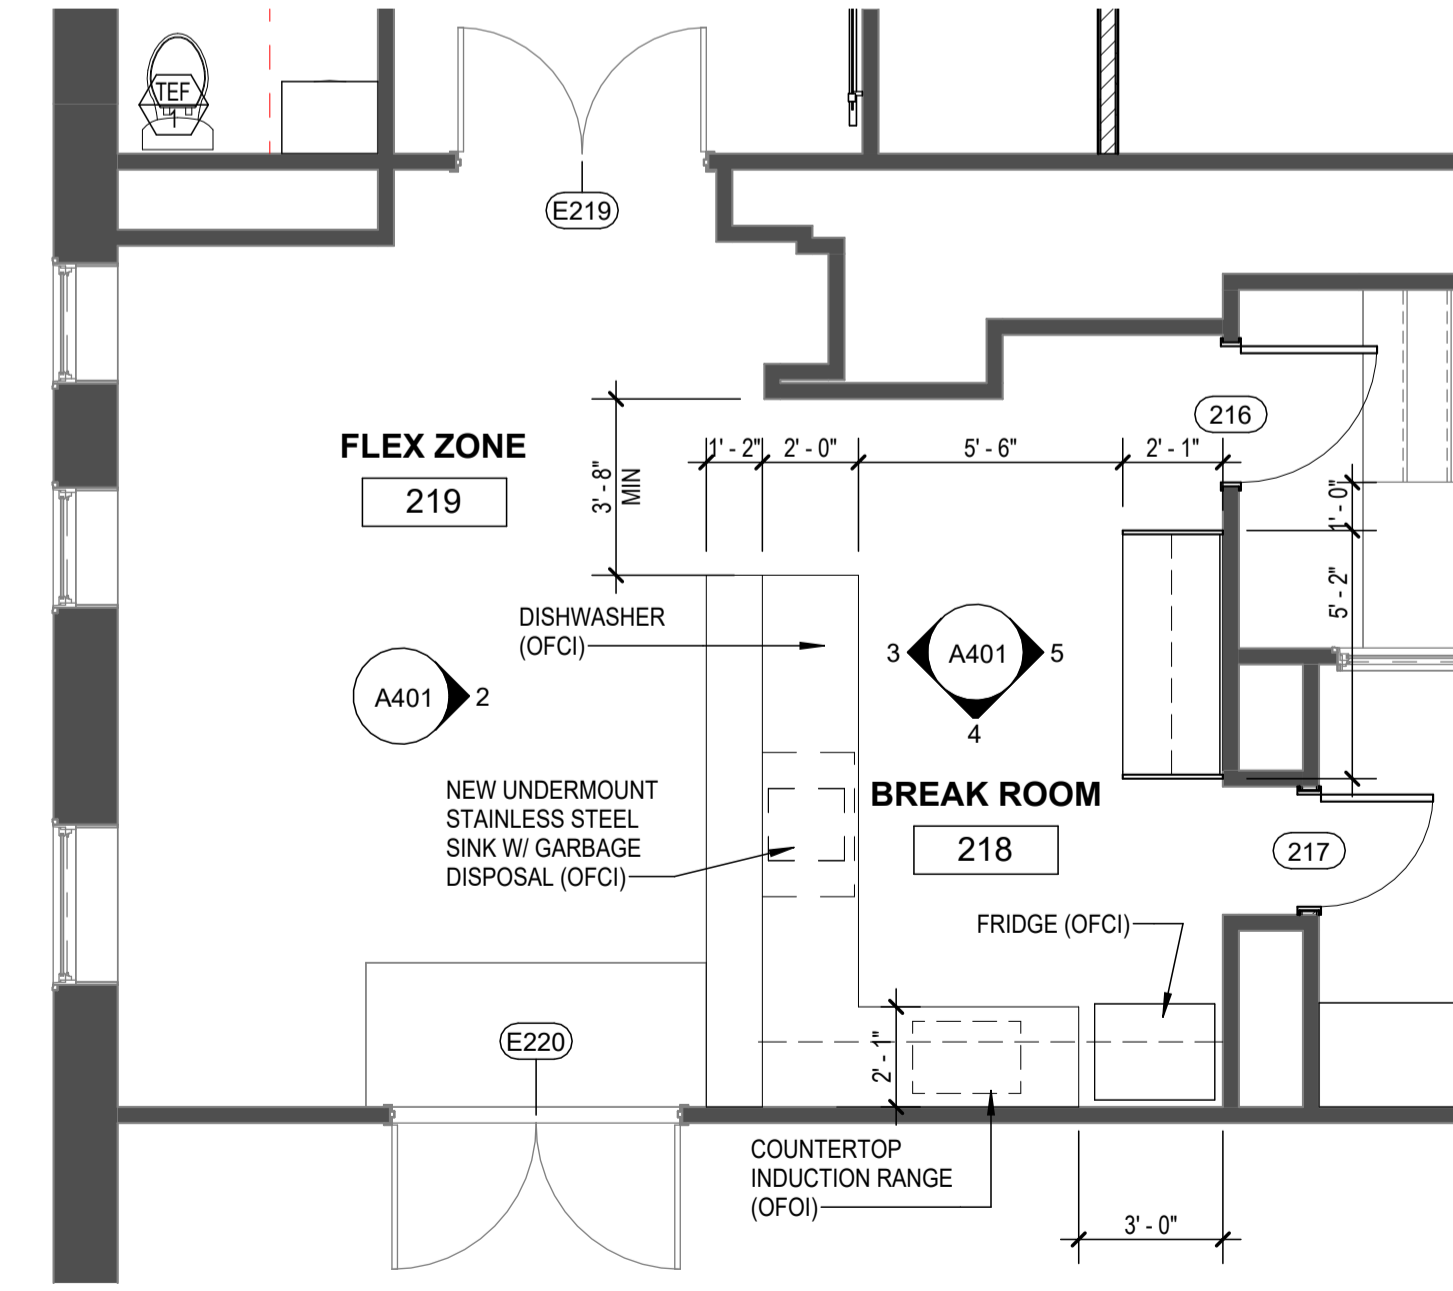 TEF
1
E219
216
FLEX ZONE
219
1' - 2"
2' - 0"
5' - 6"
2' - 1"
3' - 8"
MIN
1' - 0"
5' - 2"
DISHWASHER
(OFCI)
A401
2
3
A401
5
4
NEW UNDERMOUNT
STAINLESS STEEL
SINK W/ GARBAGE
DISPOSAL (OFCI)
BREAK ROOM
218
217
FRIDGE (OFCI)
E220
2' - 1"
COUNTERTOP
INDUCTION RANGE
(OFOI)
3' - 0"